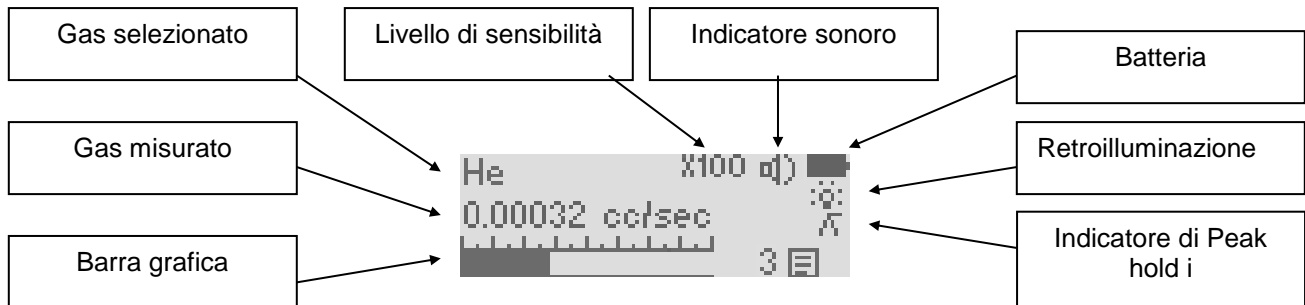 Gas selezionato
Livello di sensibilità
Indicatore sonoro
Batteria
Gas misurato
Retroilluminazione
Barra grafica
Indicatore di Peak
hold i
He X100
0.00032 cc/sec
3